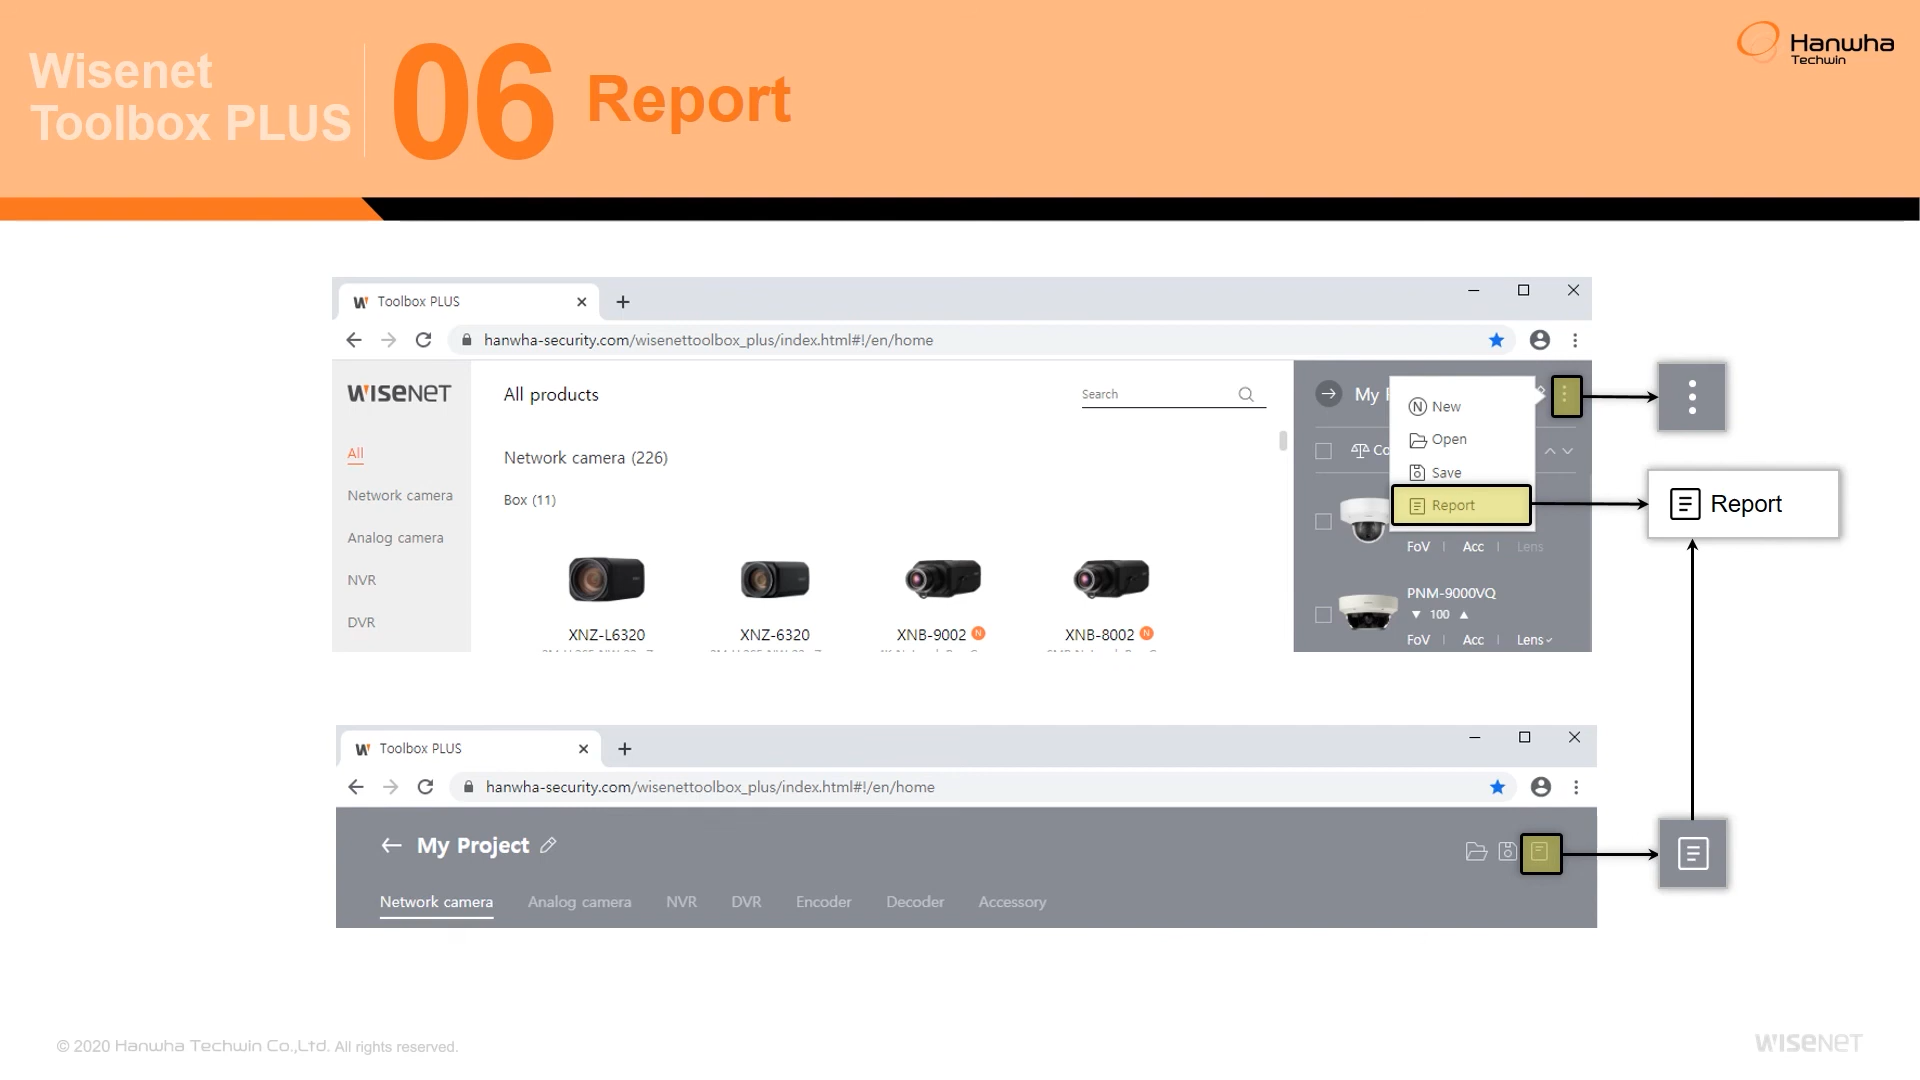 Wisenet
Toolbox PLUS
06
Report
Hanwha
Techwin
Toolbox PLUS
hanwha-security.com/wisenettoolbox_plus/index.html#!/en/home
WISENET
All products
Search
All
Network camera
Analog camera
NVR
DVR
Network camera (226)
Box (11)
XNZ-L6320
XNZ-6320
XNB-9002 N
XNB-8002 N
My
New
Open
Save
Report
FoV | Acc | Lens
PNM-9000VQ
▼ 100 ▲
FoV | Acc | Lens
Report
Toolbox PLUS
hanwha-security.com/wisenettoolbox_plus/index.html#!/en/home
My Project
Network camera
Analog camera
NVR
DVR
Encoder
Decoder
Accessory
© 2020 Hanwha Techwin Co.,Ltd. All rights reserved.
WISENET